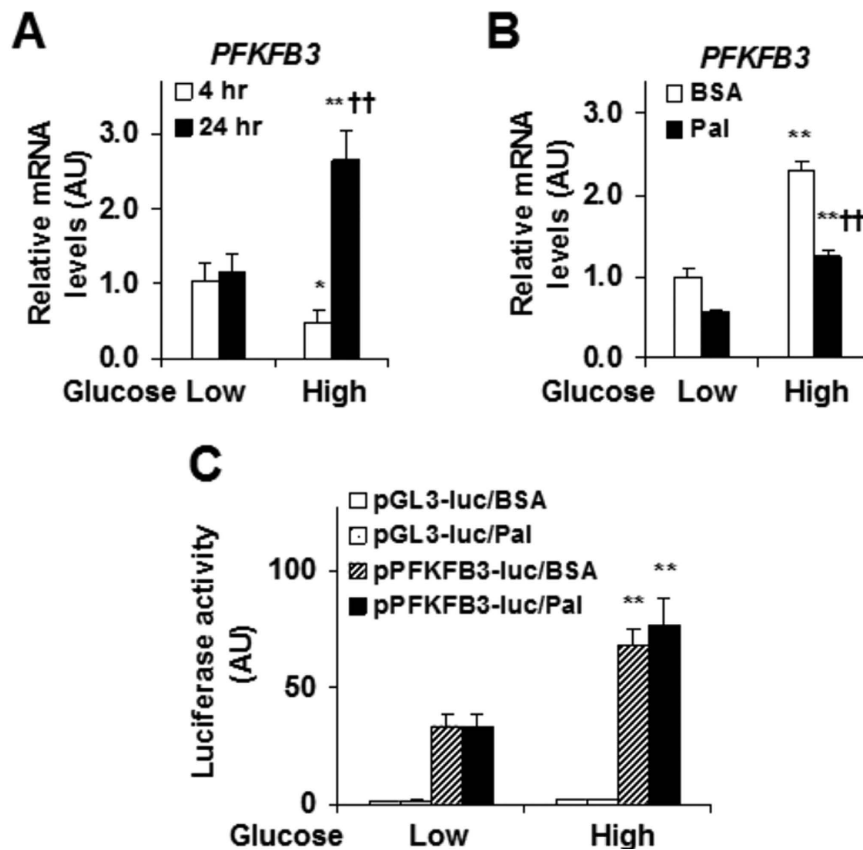 A
PFKFB3
4 hr
24 hr
**††
*
Relative mRNA
levels (AU)
3.0
2.0
1.0
0.0
Glucose Low High
B
PFKFB3
BSA
Pal
**
**††
Relative mRNA
levels (AU)
3.0
2.0
1.0
0.0
Glucose Low High
C
pGL3-luc/BSA
pGL3-luc/Pal
pPFKFB3-luc/BSA
pPFKFB3-luc/Pal
**
**
Luciferase activity
(AU)
100
50
0
Glucose Low High